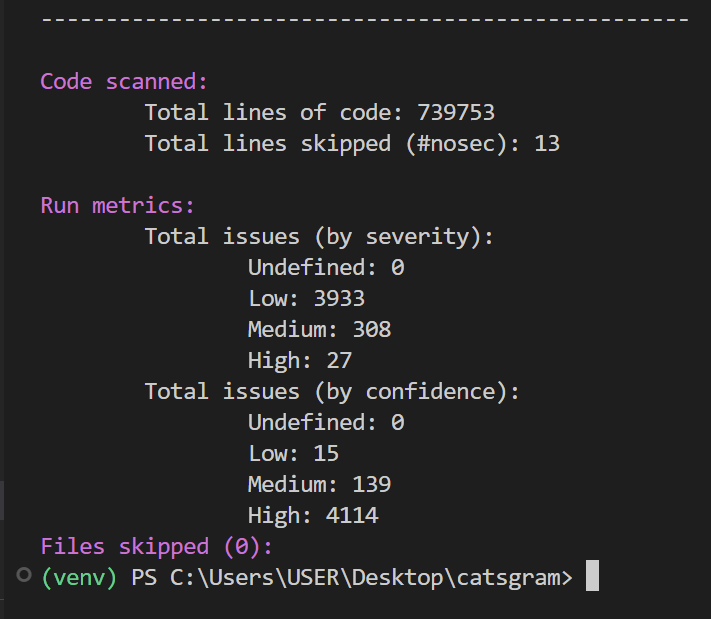 --------------------------------------------------
Code scanned:
Total lines of code: 739753
Total lines skipped (#nosec): 13
Run metrics:
Total issues (by severity):
Undefined: 0
Low: 3933
Medium: 308
High: 27
Total issues (by confidence):
Undefined: 0
Low: 15
Medium: 139
High: 4114
Files skipped (0):
(venv) PS C:\Users\USER\Desktop\catsgram>